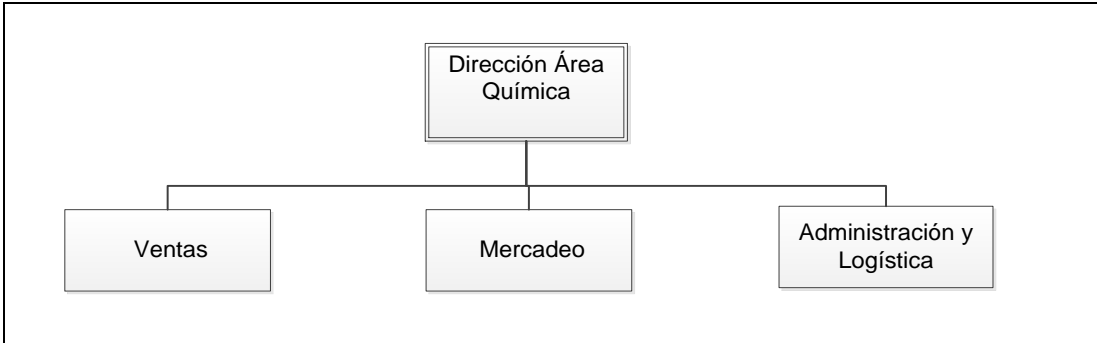 Dirección Área
Química
Ventas
Mercadeo
Administración y
Logística